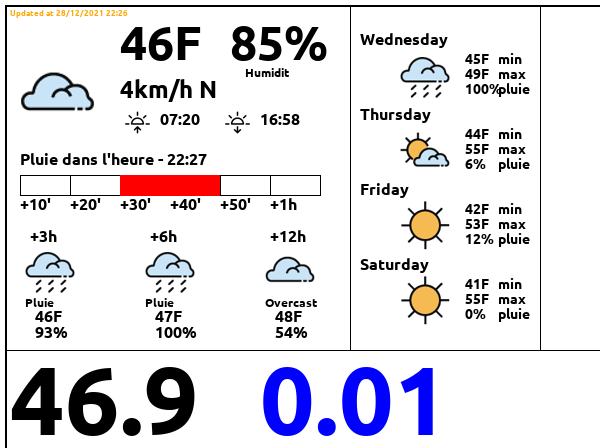 Updated at 28/12/2021 22:26
46F 85%
Humidit
4km/h N
07:20 16:58
Pluie dans l'heure - 22:27
+10' +20' +30' +40' +50' +1h
+3h +6h +12h
Pluie Pluie Overcast
46F 47F 48F
93% 100% 54%
Wednesday
45F min
49F max
100% pluie
Thursday
44F min
55F max
6% pluie
Friday
42F min
53F max
12% pluie
Saturday
41F min
55F max
0% pluie
46.9 0.01